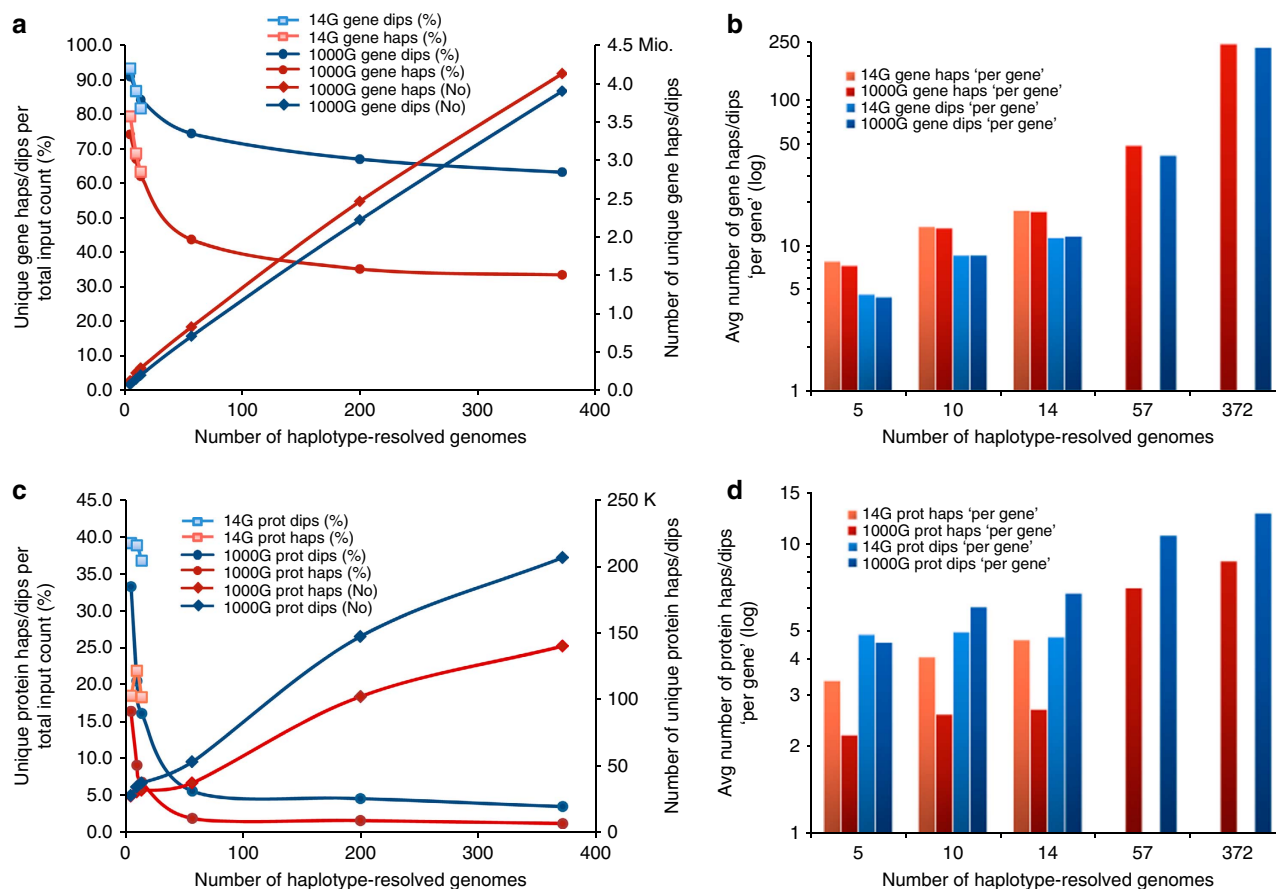 a
14G gene dips (%)
14G gene haps (%)
1000G gene dips (%)
1000G gene haps (%)
1000G gene haps (No)
1000G gene dips (No)
Unique gene haps/dips per
total input count (%)
100.0
90.0
80.0
70.0
60.0
50.0
40.0
30.0
20.0
10.0
0.0
4.5 Mio.
4.0
3.5
3.0
2.5
2.0
1.5
1.0
0.5
0.0
Number of unique gene haps/dips
0
100
200
300
400
Number of haplotype-resolved genomes
b
14G gene haps 'per gene'
1000G gene haps 'per gene'
14G gene dips 'per gene'
1000G gene dips 'per gene'
Avg number of gene haps/dips
'per gene' (log)
250
100
50
10
5
1
5
10
14
57
372
Number of haplotype-resolved genomes
c
14G prot dips (%)
14G prot haps (%)
1000G prot dips (%)
1000G prot haps (%)
1000G prot haps (No)
1000G prot dips (No)
Unique protein haps/dips per
total input count (%)
45.0
40.0
35.0
30.0
25.0
20.0
15.0
10.0
5.0
0.0
250 K
200
150
100
50
0
Number of unique protein haps/dips
0
100
200
300
400
Number of haplotype-resolved genomes
d
14G prot haps 'per gene'
1000G prot haps 'per gene'
14G prot dips 'per gene'
1000G prot dips 'per gene'
Avg number of protein haps/dips
'per gene' (log)
15
10
5
4
3
2
1
5
10
14
57
372
Number of haplotype-resolved genomes